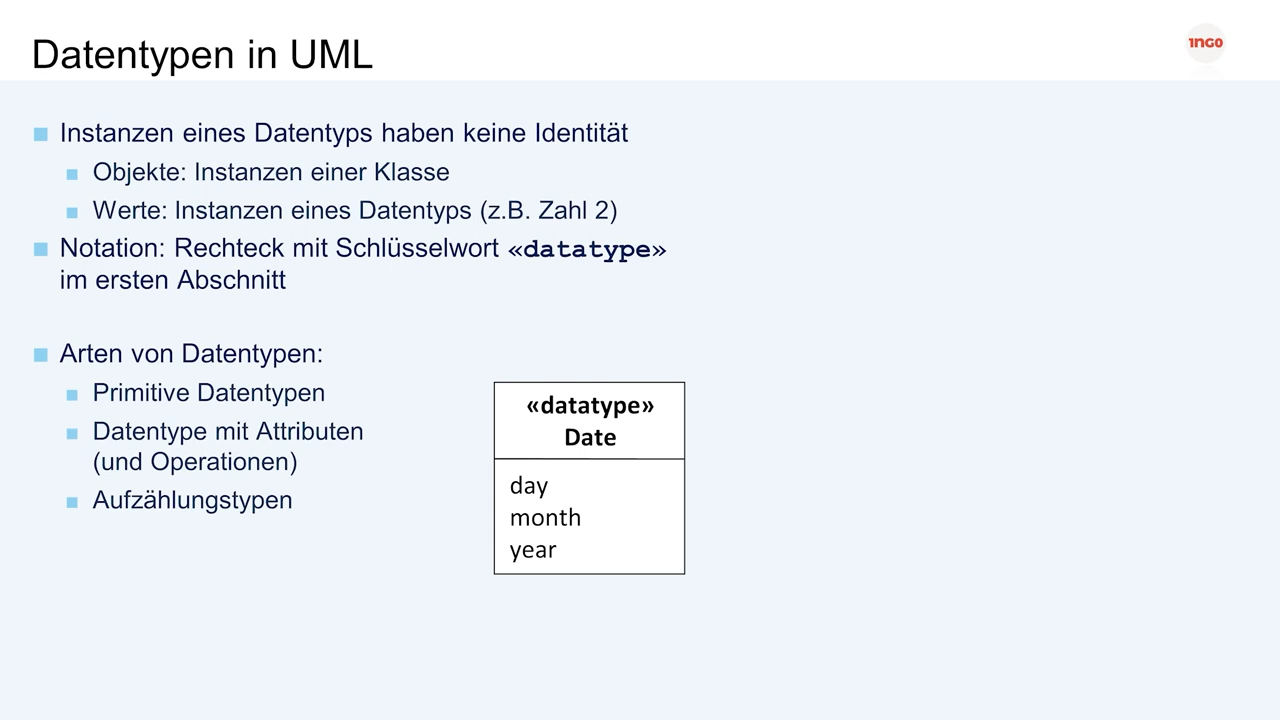 Datentypen in UML
1NGO
Instanzen eines Datentyps haben keine Identität
Objekte: Instanzen einer Klasse
Werte: Instanzen eines Datentyps (z.B. Zahl 2)
Notation: Rechteck mit Schlüsselwort «datatype»
im ersten Abschnitt
Arten von Datentypen:
Primitive Datentypen
Datentype mit Attributen
(und Operationen)
Aufzählungstypen
«datatype»
Date
day
month
year